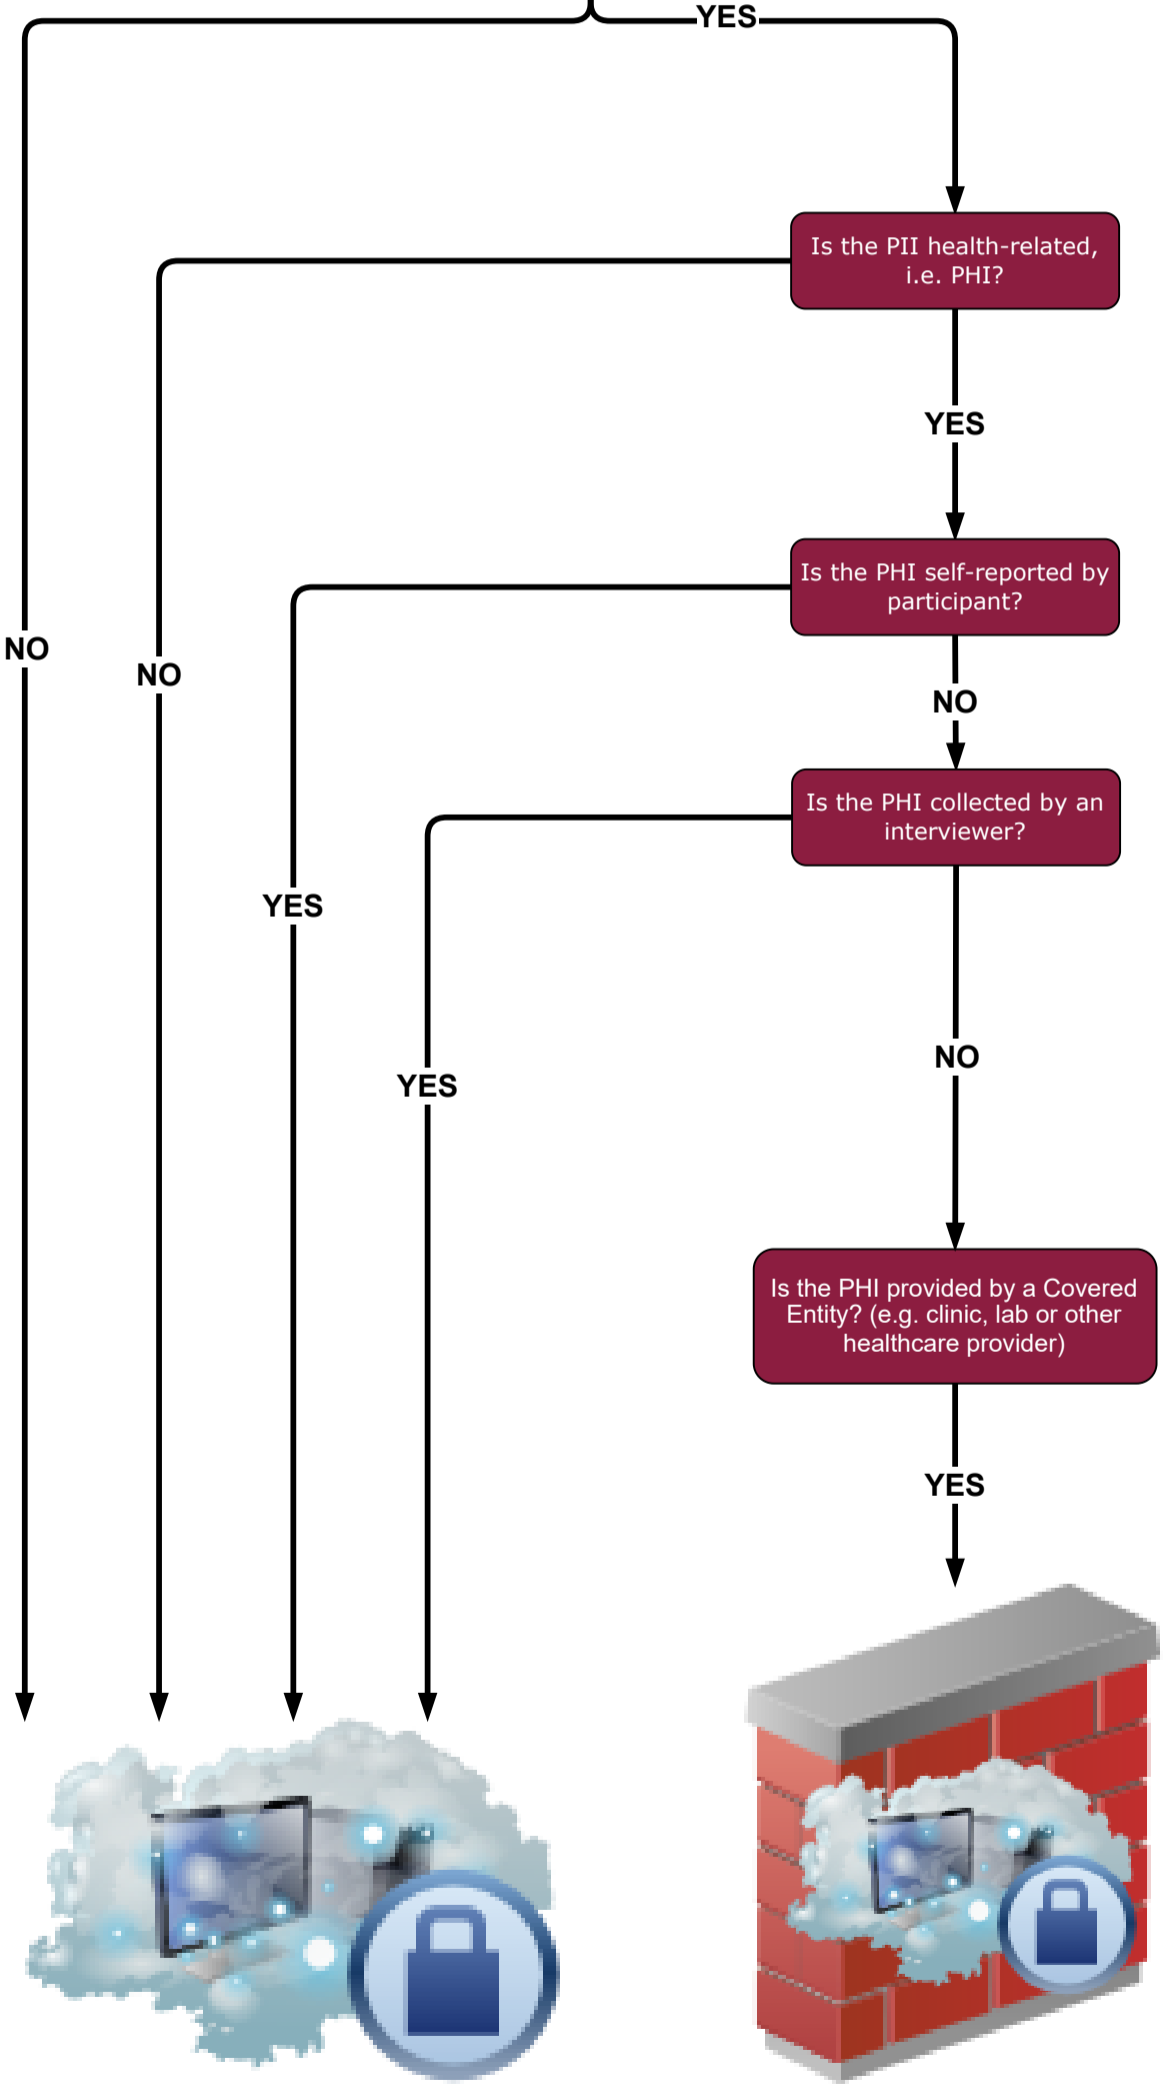 YES
Is the PII health-related,
i.e. PHI?
YES
Is the PHI self-reported by
participant?
NO
NO
NO
Is the PHI collected by an
interviewer?
YES
NO
YES
Is the PHI provided by a Covered
Entity? (e.g. clinic, lab or other
healthcare provider)
YES